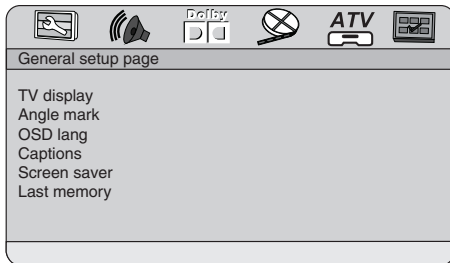 Dolby
ATV
General setup page
TV display
Angle mark
OSD lang
Captions
Screen saver
Last memory